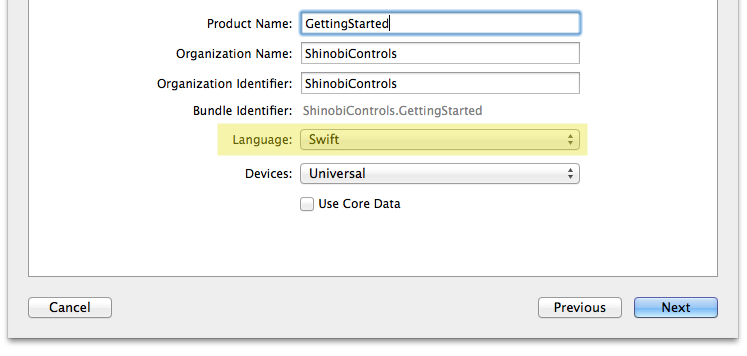 Product Name: GettingStarted
Organization Name: ShinobiControls
Organization Identifier: ShinobiControls
Bundle Identifier: ShinobiControls.GettingStarted
Language: Swift
Devices: Universal
Use Core Data
Cancel Previous Next